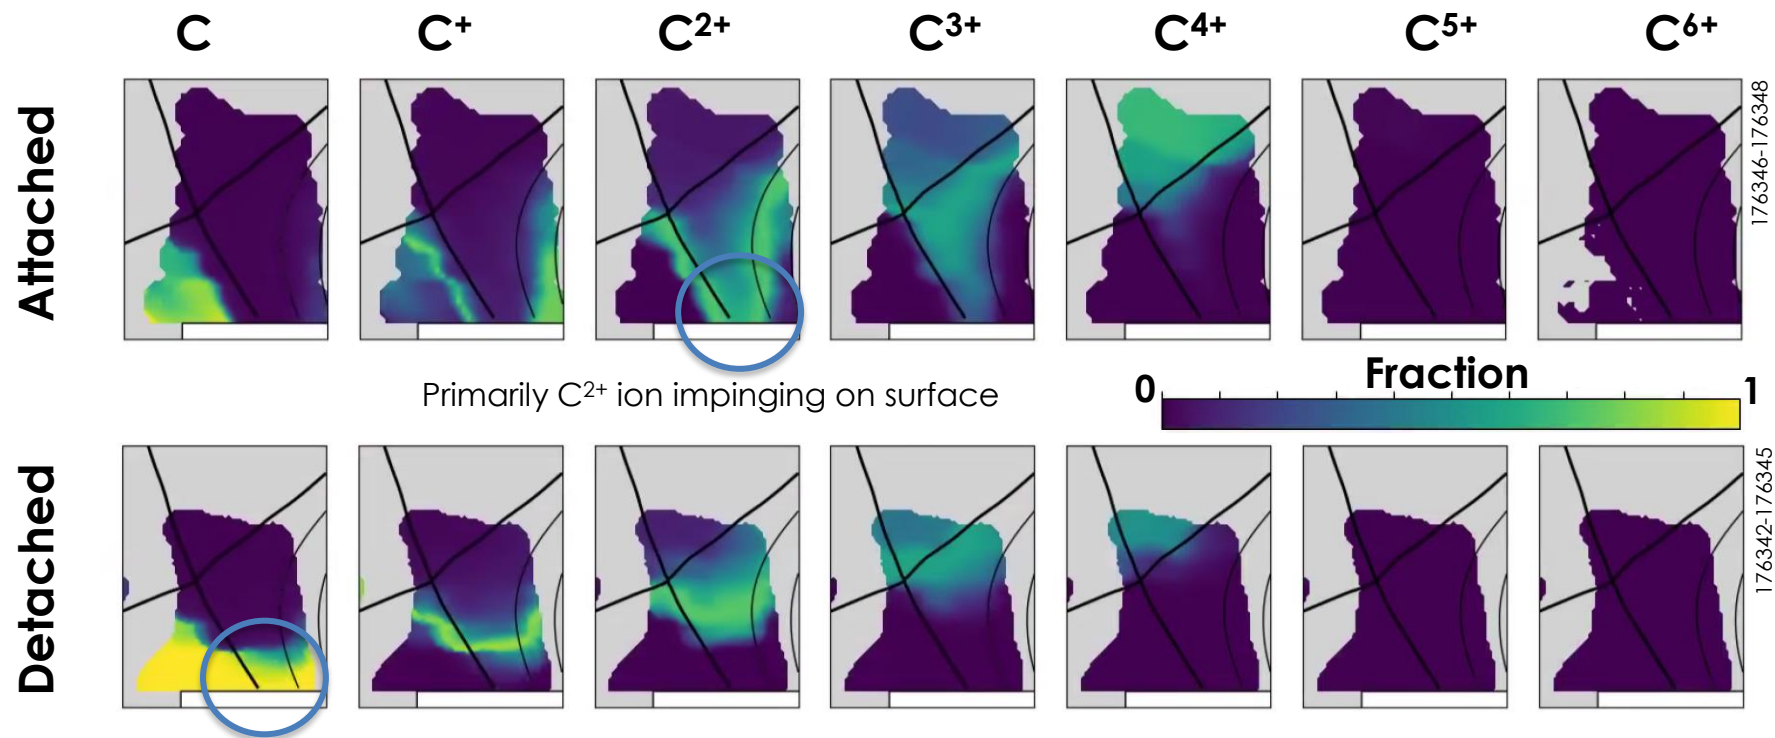 C C⁺ C²⁺ C³⁺ C⁴⁺ C⁵⁺ C⁶⁺
Attached
176346-176348
Primarily C²⁺ ion impinging on surface
Fraction
0 1
Detached
176342-176345